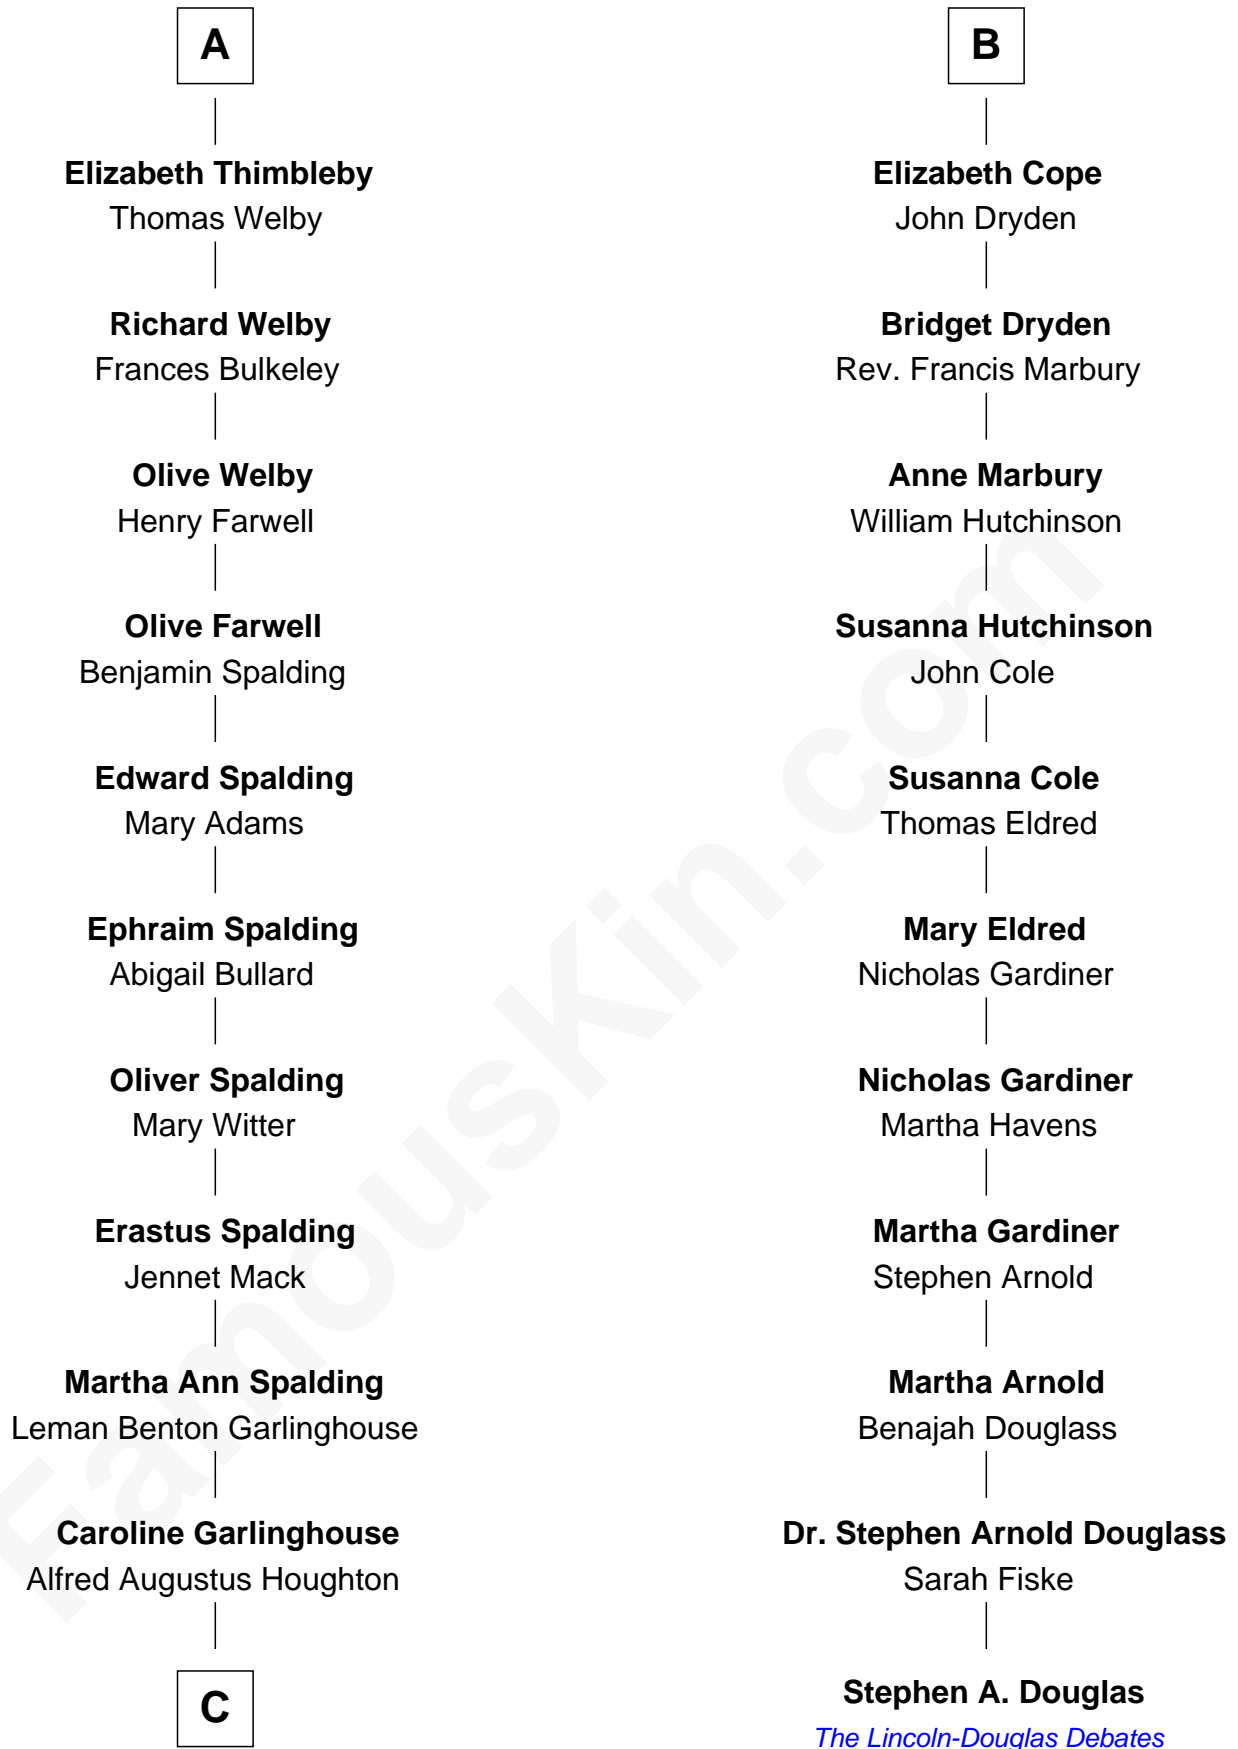 A
Elizabeth Thimbleby
Thomas Welby
Richard Welby
Frances Bulkeley
Olive Welby
Henry Farwell
Olive Farwell
Benjamin Spalding
Edward Spalding
Mary Adams
Ephraim Spalding
Abigail Bullard
Oliver Spalding
Mary Witter
Erastus Spalding
Jennet Mack
Martha Ann Spalding
Leman Benton Garlinghouse
Caroline Garlinghouse
Alfred Augustus Houghton
C
B
Elizabeth Cope
John Dryden
Bridget Dryden
Rev. Francis Marbury
Anne Marbury
William Hutchinson
Susanna Hutchinson
John Cole
Susanna Cole
Thomas Eldred
Mary Eldred
Nicholas Gardiner
Nicholas Gardiner
Martha Havens
Martha Gardiner
Stephen Arnold
Martha Arnold
Benajah Douglass
Dr. Stephen Arnold Douglass
Sarah Fiske
Stephen A. Douglas
The Lincoln-Douglas Debates
FamousKin.com